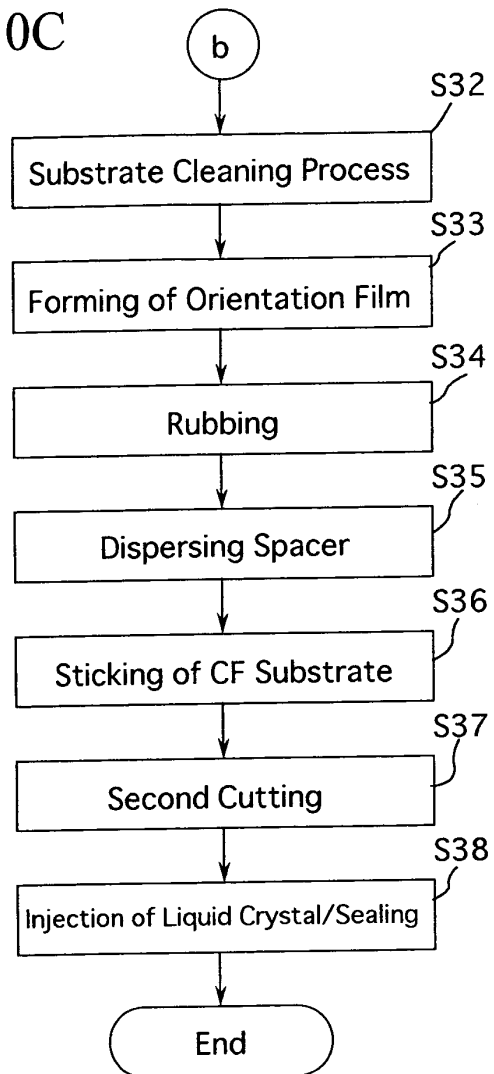 0C
b
S32
Substrate Cleaning Process
S33
Forming of Orientation Film
S34
Rubbing
S35
Dispersing Spacer
S36
Sticking of CF Substrate
S37
Second Cutting
S38
Injection of Liquid Crystal/Sealing
End